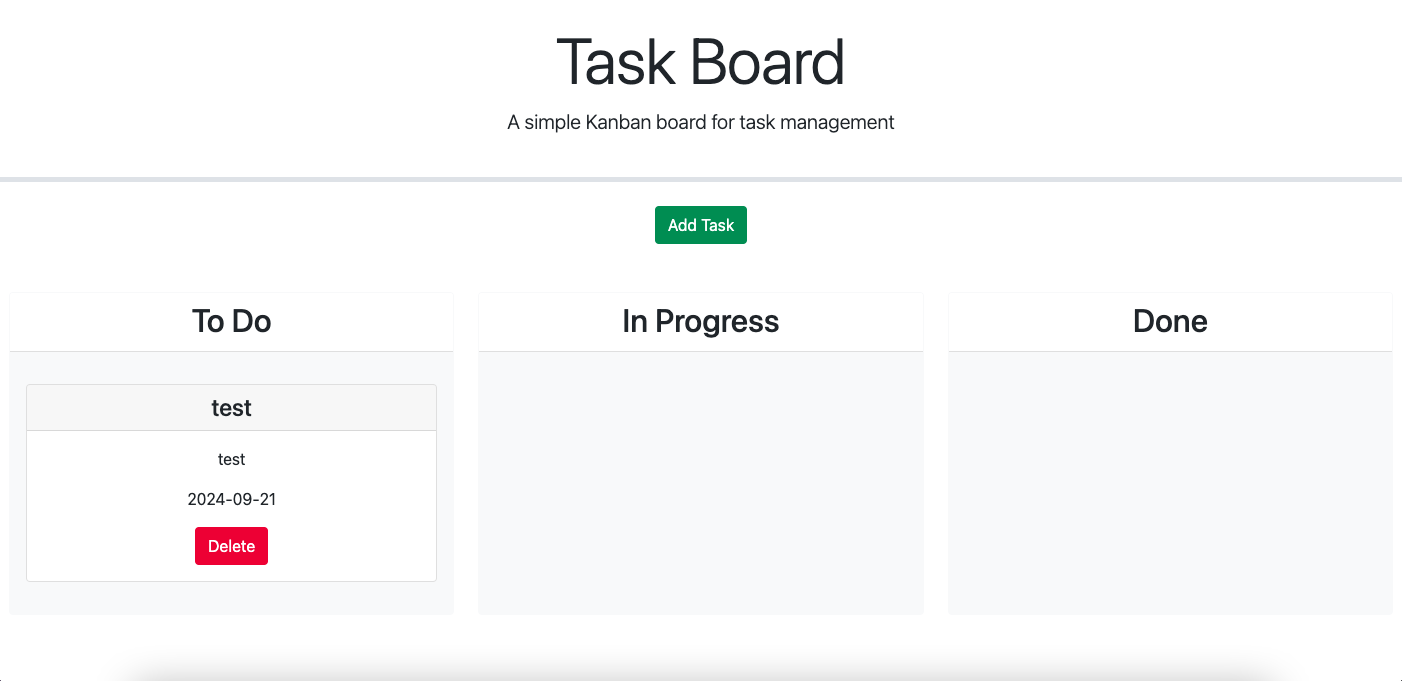 Task Board
A simple Kanban board for task management
Add Task
To Do
test
test
2024-09-21
Delete
In Progress
Done